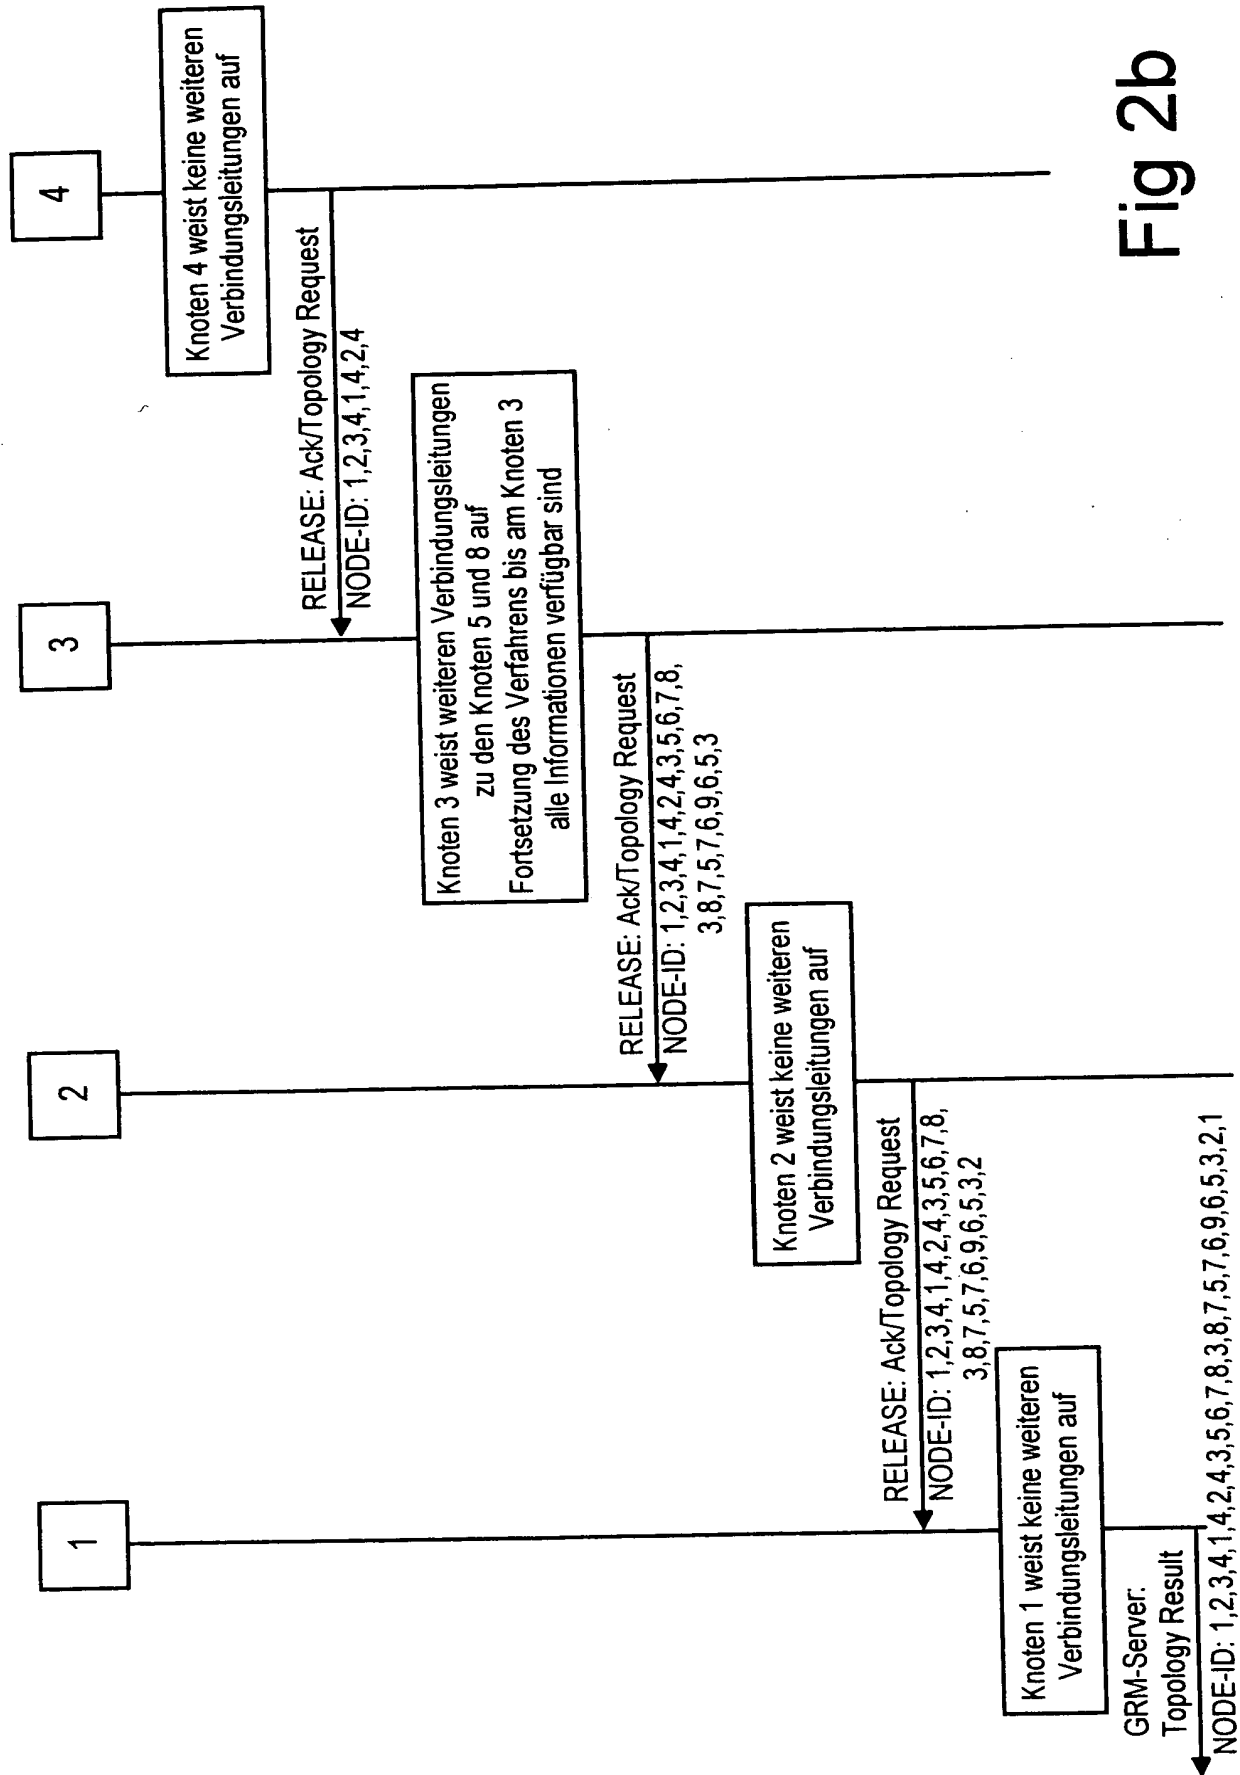 1
2
3
4
Knoten 4 weist keine weiteren
Verbindungsleitungen auf
RELEASE: Ack/Topology Request
NODE-ID: 1,2,3,4,1,4,2,4
Knoten 3 weist weiteren Verbindungsleitungen
zu den Knoten 5 und 8 auf
Fortsetzung des Verfahrens bis am Knoten 3
alle Informationen verfügbar sind
RELEASE: Ack/Topology Request
NODE-ID: 1,2,3,4,1,4,2,4,3,5,6,7,8,
3,8,7,5,7,6,9,6,5,3
Knoten 2 weist keine weiteren
Verbindungsleitungen auf
RELEASE: Ack/Topology Request
NODE-ID: 1,2,3,4,1,4,2,4,3,5,6,7,8,
3,8,7,5,7,6,9,6,5,3,2
Knoten 1 weist keine weiteren
Verbindungsleitungen auf
GRM-Server:
Topology Result
NODE-ID: 1,2,3,4,1,4,2,4,3,5,6,7,8,3,8,7,5,7,6,9,6,5,3,2,1
Fig 2b